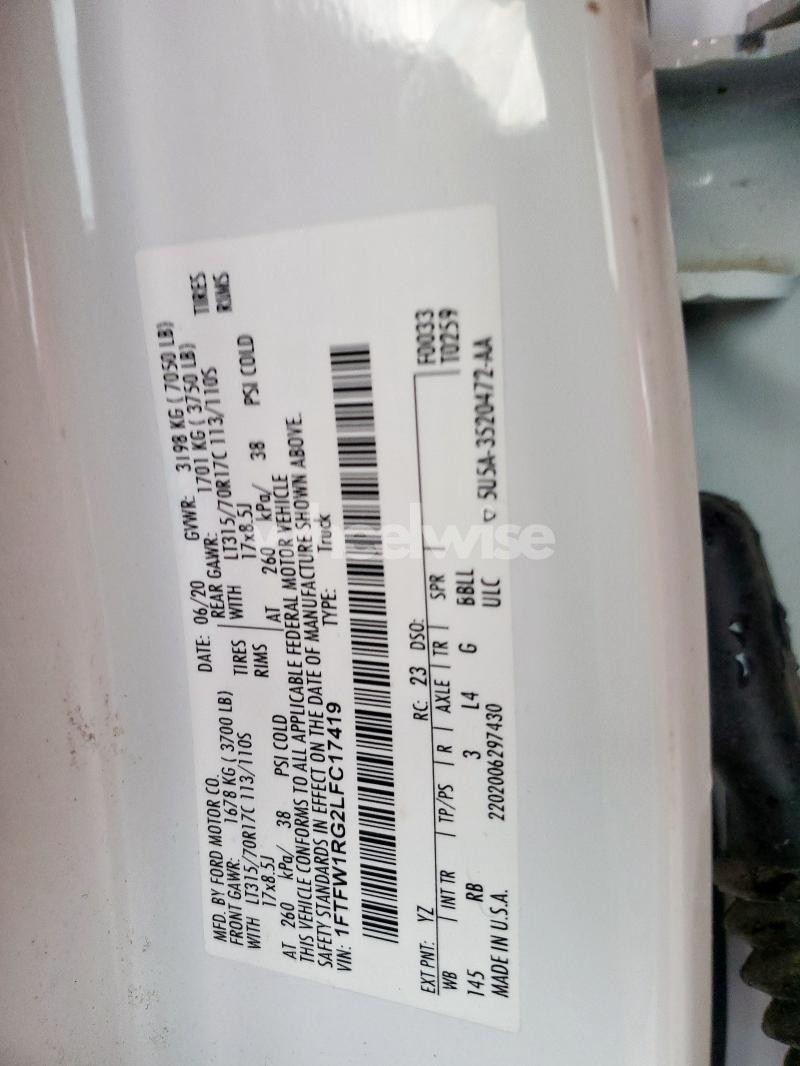 MFD. BY FORD MOTOR CO.
DATE: 06/20 GVWR: 3198 KG ( 7050 LB)
FRONT GAWR: 1678 KG ( 3700 LB) REAR GAWR: 1701 KG ( 3750 LB)
WITH LT315/70R17C 113/110S TIRES WITH LT315/70R17C 113/110S TIRES
17x8.5J RIMS 17x8.5J RIMS
AT 260 kPa/ 38 PSI COLD AT 260 kPa/ 38 PSI COLD
THIS VEHICLE CONFORMS TO ALL APPLICABLE FEDERAL MOTOR VEHICLE
SAFETY STANDARDS IN EFFECT ON THE DATE OF MANUFACTURE SHOWN ABOVE.
VIN: 1FTFW1RG2LFC17419 TYPE: Truck
wheelwise
EXT PNT: YZ RC: 23 DSO: F0033
WB INT TR TP/PS R AXLE TR SPR T0259
145 RB 3 L4 G BBLL
MADE IN U.S.A. 2202006297430 ULC ▽ 5U5A-3520472-AA